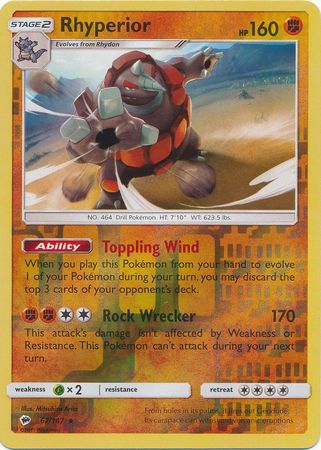 STAGE2 Rhyperior HP 160
Evolves from Rhydon
NO. 464 Drill Pokémon HT: 7'10" WT: 623.5 lbs.
Ability Toppling Wind
When you play this Pokémon from your hand to evolve
1 of your Pokémon during your turn, you may discard the
top 3 cards of your opponent's deck.
Rock Wrecker 170
This attack's damage isn't affected by Weakness or
Resistance. This Pokémon can't attack during your next
turn.
weakness ×2 resistance retreat
Illus. Mitsuhiro Arita
67/147
From holes in its palms, it fires out Geodude.
Its carapace can withstand volcanic eruptions.